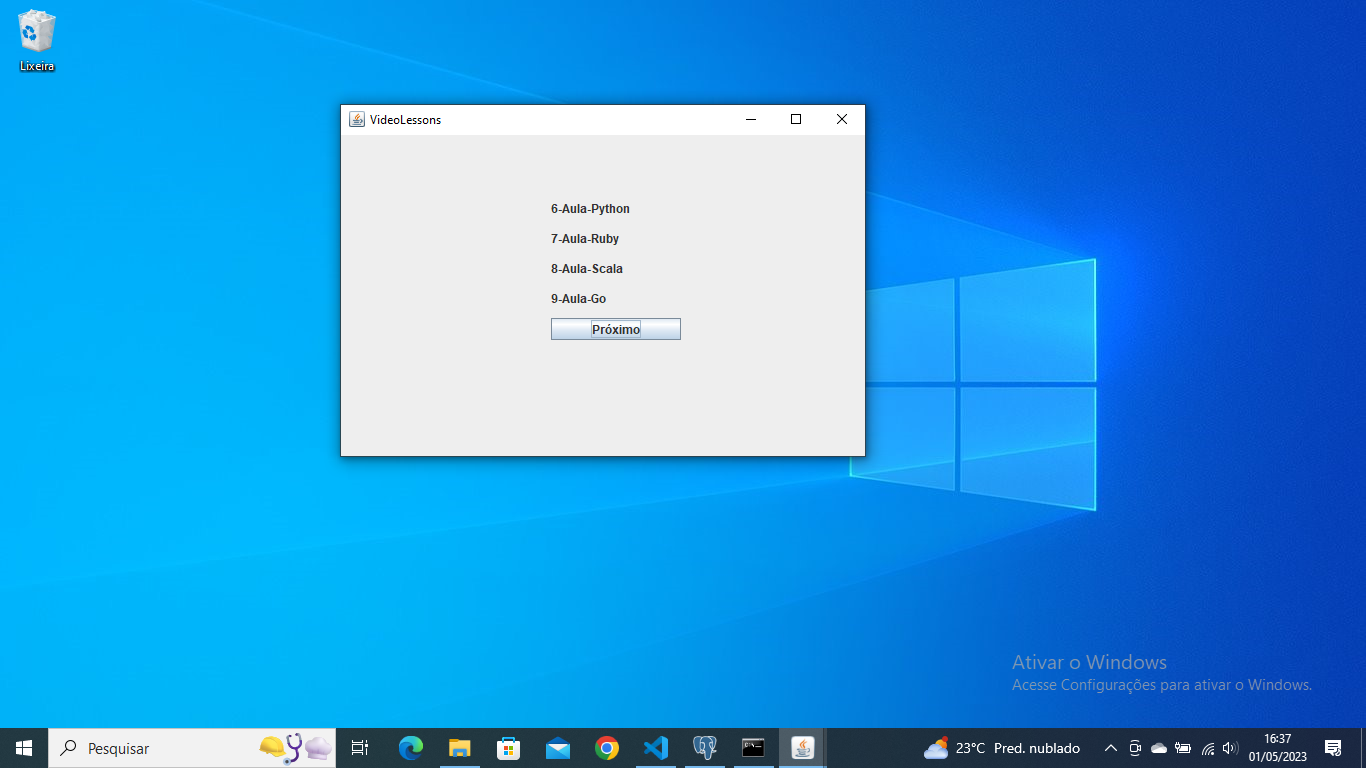 Lixeira
VideoLessons
6-Aula-Python
7-Aula-Ruby
8-Aula-Scala
9-Aula-Go
Próximo
Ativar o Windows
Acesse Configurações para ativar o Windows.
Pesquisar
23°C Pred. nublado
16:37
01/05/2023